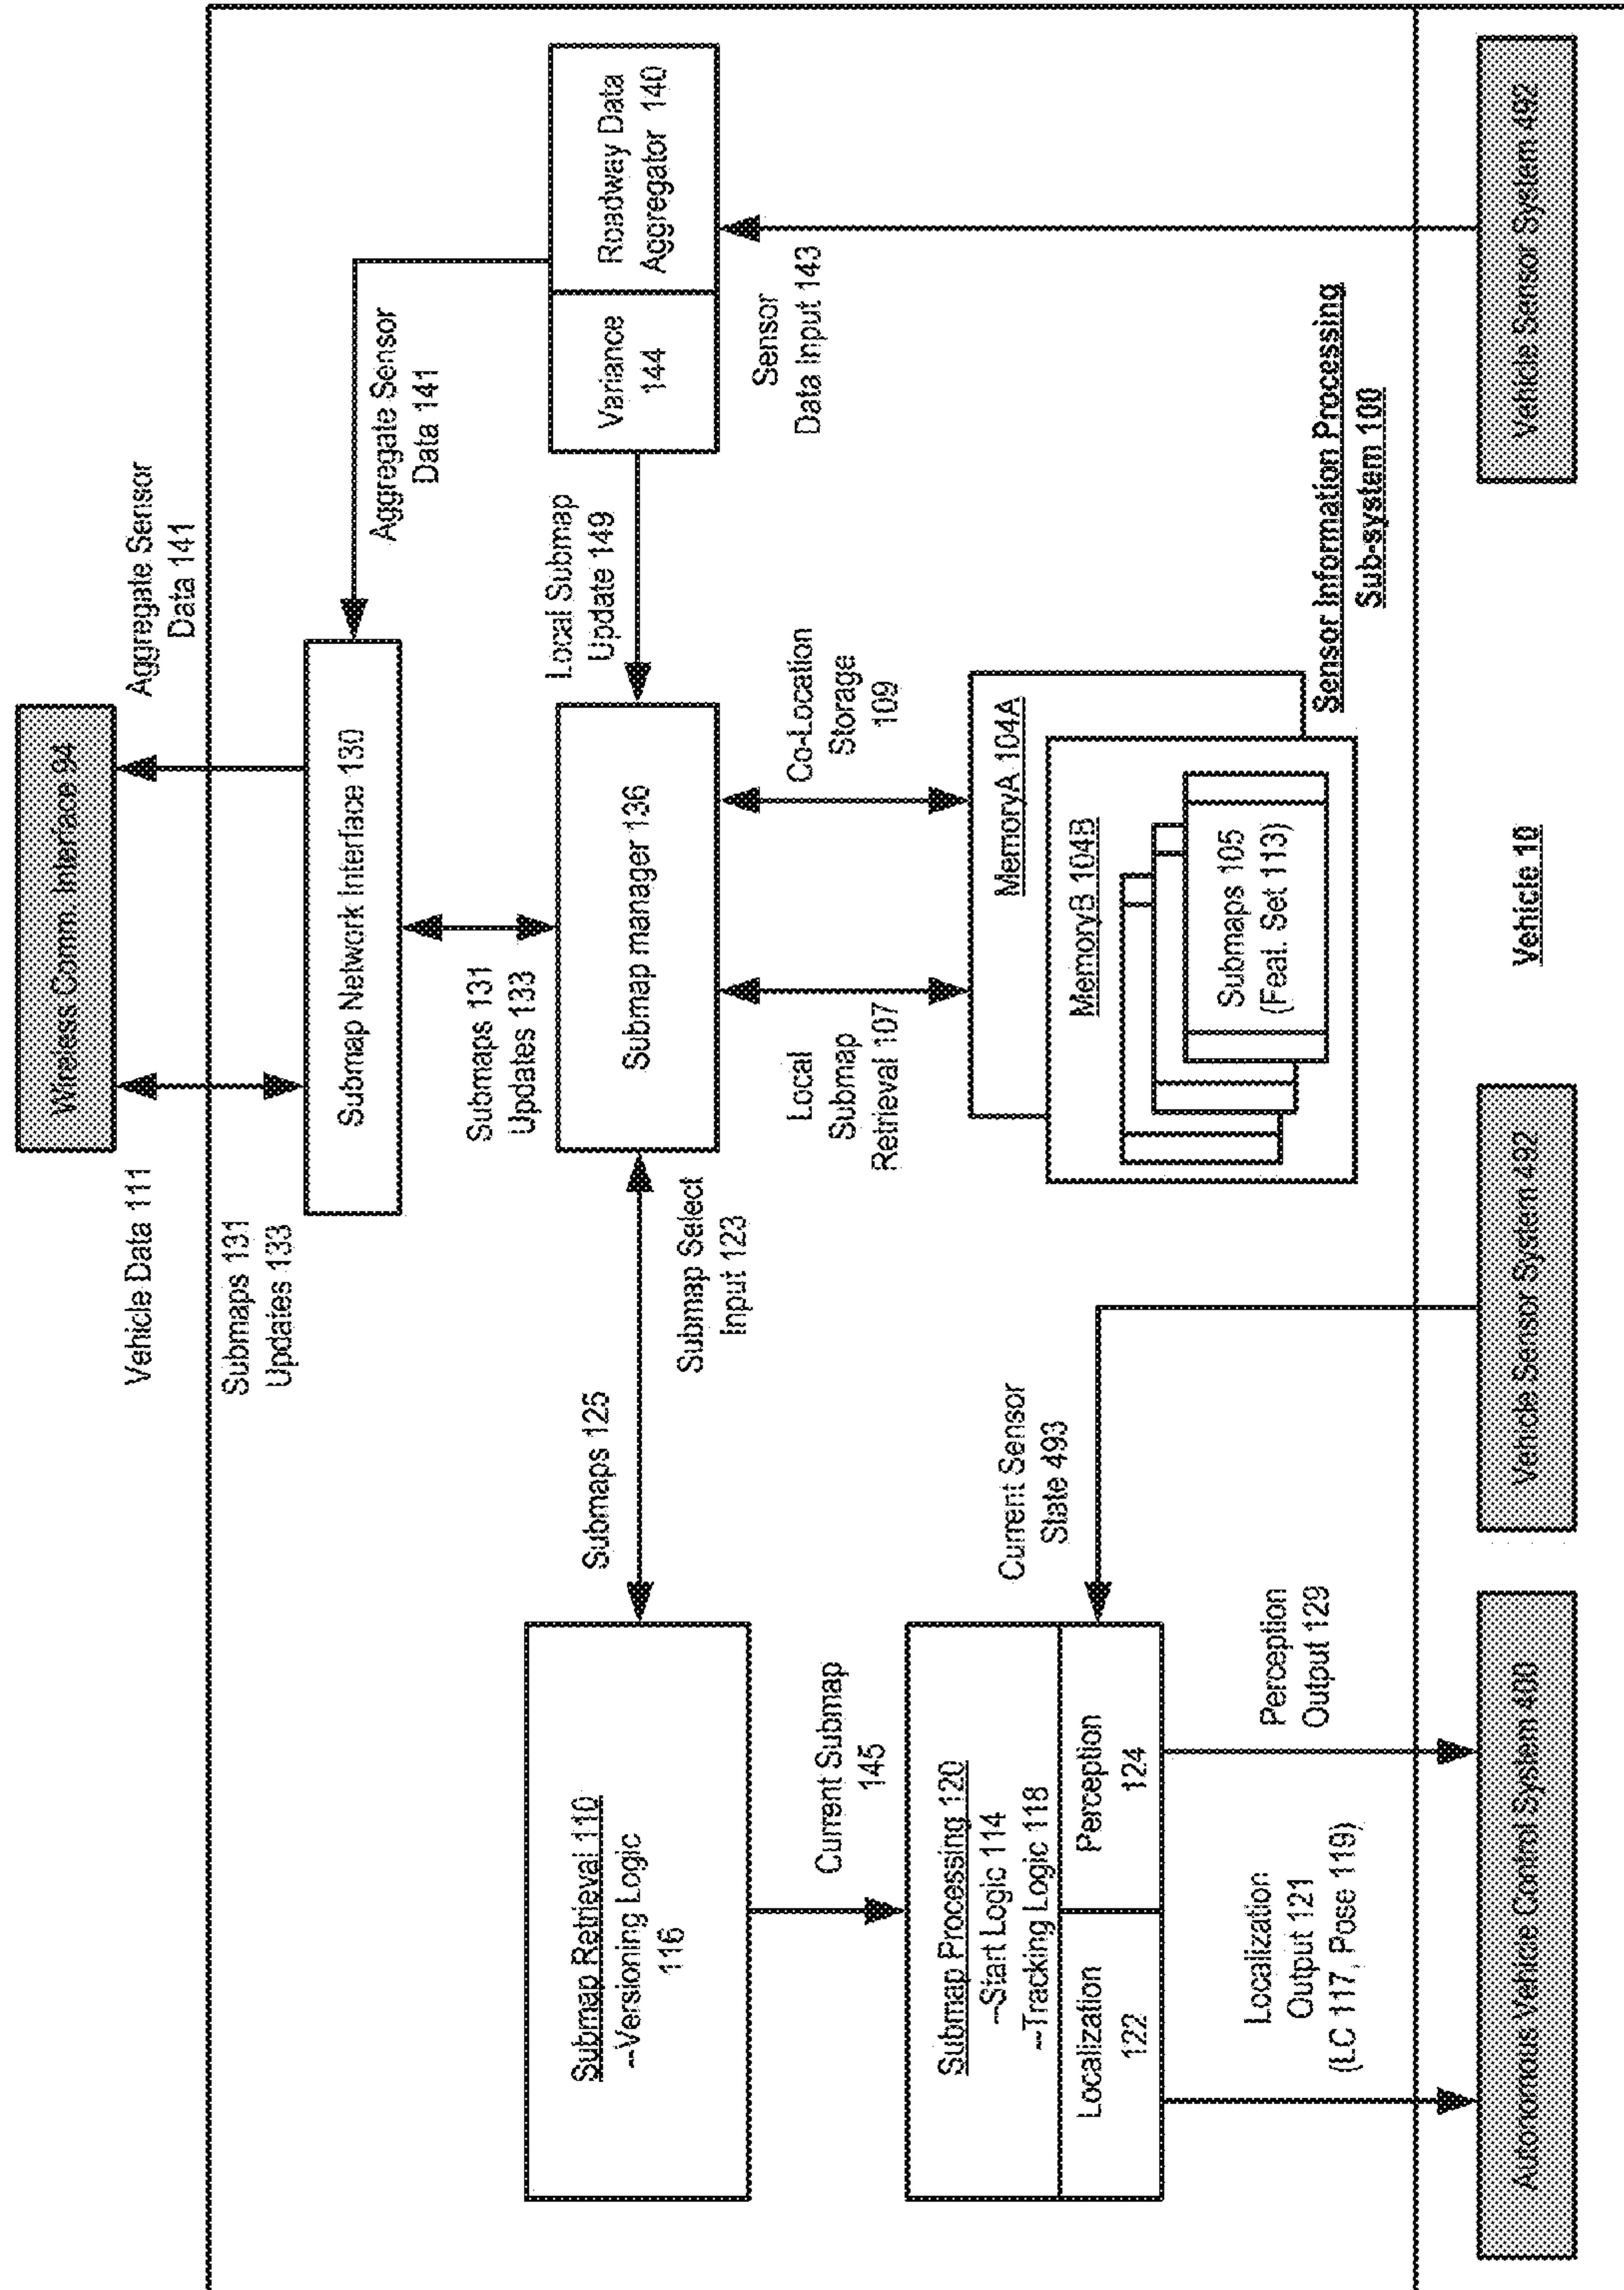 Wireless Comm. Interface 94
Vehicle Data 111
Aggregate Sensor
Data 141
Submaps 131
Updates 133
Submap Network Interface 130
Aggregate Sensor
Data 141
Submaps 131
Updates 133
Submap Retrieval 110
--Versioning Logic
116
Submaps 125
Submap Select
Input 123
Submap manager 136
Local Submap
Update 149
Variance
144
Roadway Data
Aggregator 140
Current Submap
145
Local
Submap
Retrieval 107
Co-Location
Storage
109
Sensor
Data Input 143
Submap Processing 120
--Start Logic 114
--Tracking Logic 118
Localization
122
Perception
124
Current Sensor
State 493
MemoryA 104A
MemoryB 104B
Submaps 105
(Feat. Set 113)
Localization
Output 121
(LC 117, Pose 119)
Perception
Output 129
Sensor Information Processing
Sub-system 100
Vehicle 10
Autonomous Vehicle Control System 400
Vehicle Sensor System 492
Vehicle Sensor System 492